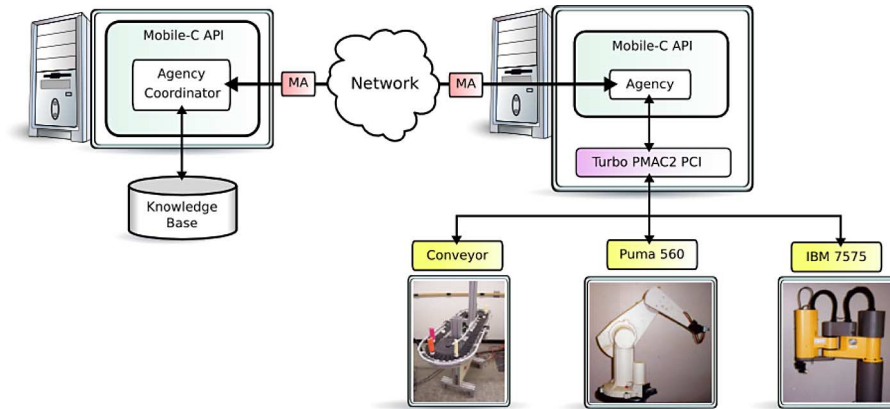 Mobile-C API
Agency
Coordinator
MA
Network
MA
Mobile-C API
Agency
Turbo PMAC2 PCI
Knowledge
Base
Conveyor
Puma 560
IBM 7575